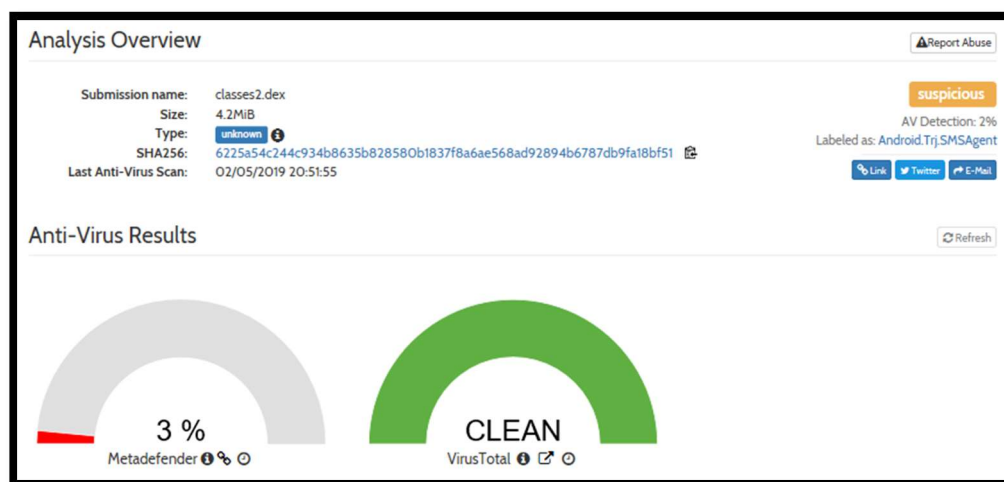 Analysis Overview
Report Abuse
Submission name: classes2.dex
Size: 4.2MiB
Type: unknown
SHA256: 6225a54c244c934b8635b828580b1837f8a6ae568ad92894b6787db9fa18bf51
Last Anti-Virus Scan: 02/05/2019 20:51:55
suspicious
AV Detection: 2%
Labeled as: Android.Trj.SMSAgent
Link Twitter E-Mail
Anti-Virus Results
Refresh
3 %
Metadefender
CLEAN
VirusTotal